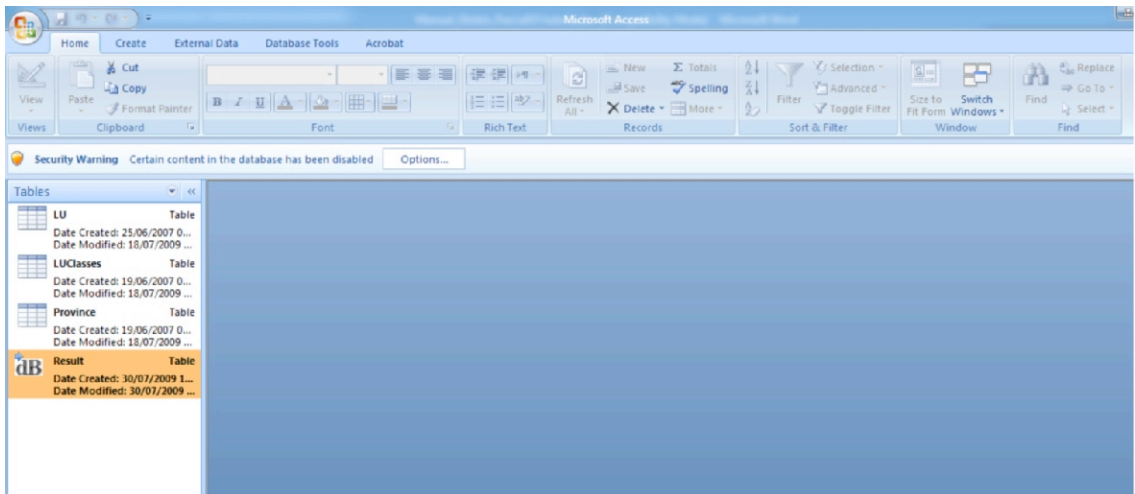 Microsoft Access
Home Create External Data Database Tools Acrobat
View
Views
Paste
Cut
Copy
Format Painter
Clipboard
B I U A
Font
Rich Text
Refresh All
New
Save
Delete
Totals
Spelling
More
Records
Filter
Selection
Advanced
Toggle Filter
Sort & Filter
Size to Fit Form
Switch Windows
Window
Find
Replace
Go To
Select
Find
Security Warning Certain content in the database has been disabled Options...
Tables
LU Table
Date Created: 25/06/2007 0...
Date Modified: 18/07/2009 ...
LUClasses Table
Date Created: 19/06/2007 0...
Date Modified: 18/07/2009 ...
Province Table
Date Created: 19/06/2007 0...
Date Modified: 18/07/2009 ...
dB Result Table
Date Created: 30/07/2009 1...
Date Modified: 30/07/2009 ...